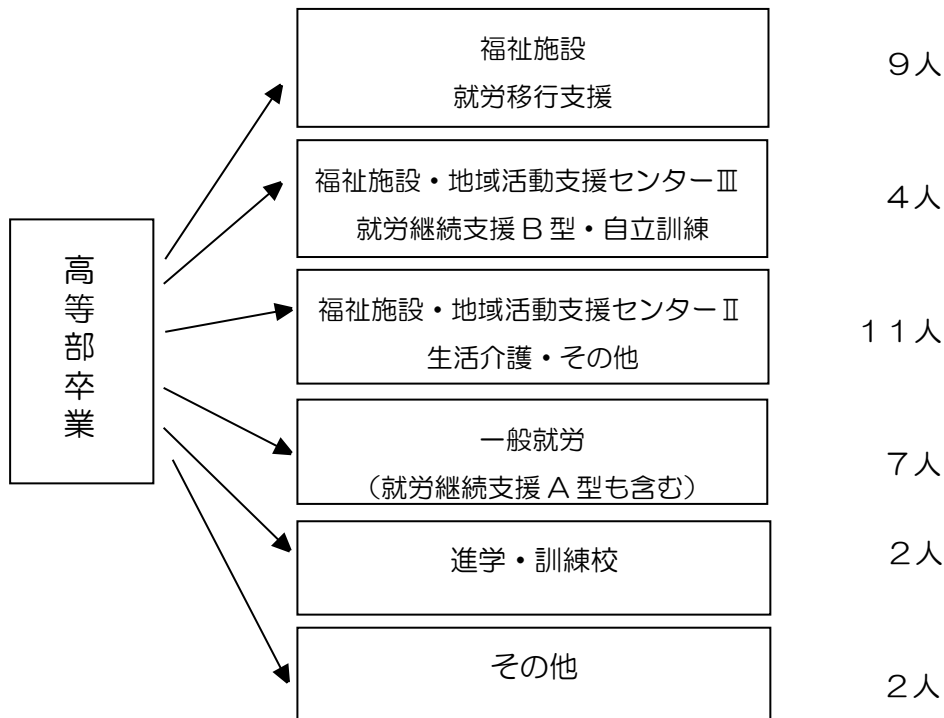 福祉施設
就労移行支援
9人
福祉施設・地域活動支援センターⅢ
就労継続支援B型・自立訓練
4人
高等部卒業
福祉施設・地域活動支援センターⅡ
生活介護・その他
11人
一般就労
（就労継続支援A型も含む）
7人
進学・訓練校
2人
その他
2人